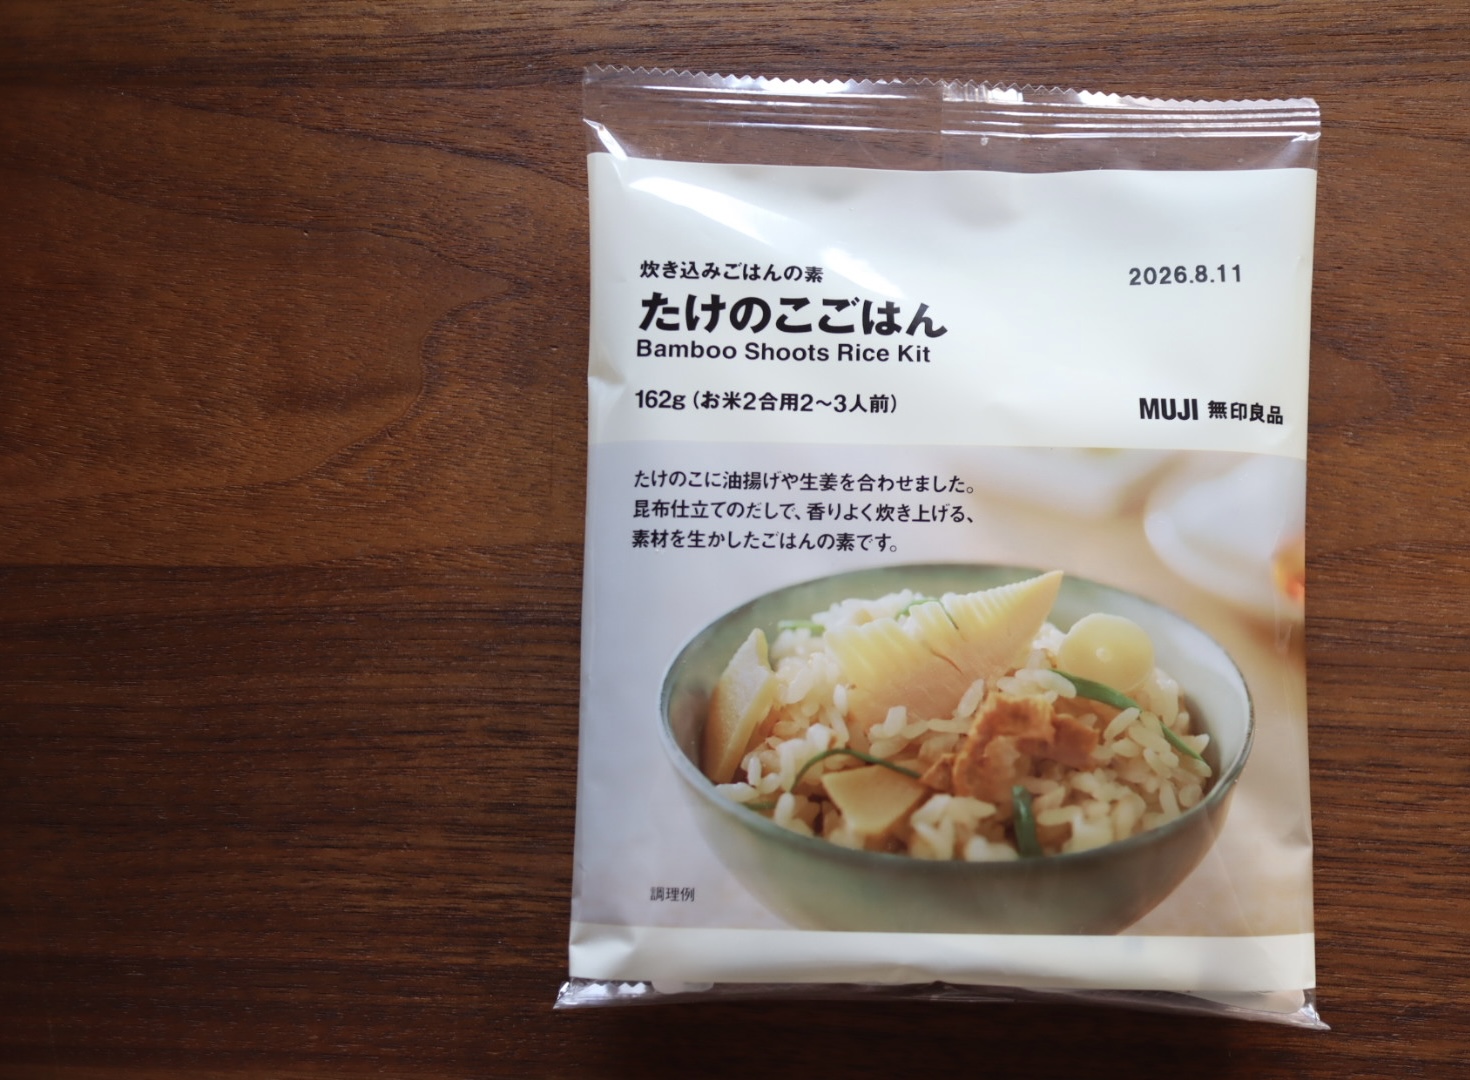 炊き込みごはんの素
2026.8.11
たけのこごはん
Bamboo Shoots Rice Kit
162g(お米2合用2〜3人前)
MUJI 無印良品
たけのこに油揚げや生姜を合わせました。
昆布仕立てのだしで、香りよく炊き上げる、
素材を生かしたごはんの素です。
調理例